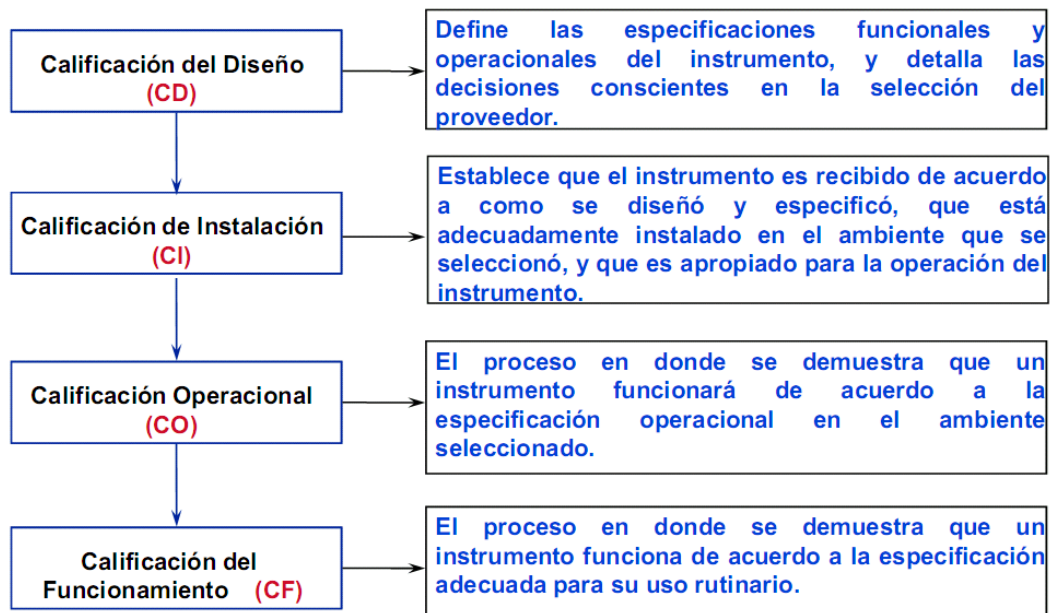 Calificación del Diseño
(CD)
Define las especificaciones funcionales y
operacionales del instrumento, y detalla las
decisiones conscientes en la selección del
proveedor.
Calificación de Instalación
(CI)
Establece que el instrumento es recibido de acuerdo
a como se diseñó y especificó, que está
adecuadamente instalado en el ambiente que se
seleccionó, y que es apropiado para la operación del
instrumento.
Calificación Operacional
(CO)
El proceso en donde se demuestra que un
instrumento funcionará de acuerdo a la
especificación operacional en el ambiente
seleccionado.
Calificación del
Funcionamiento (CF)
El proceso en donde se demuestra que un
instrumento funciona de acuerdo a la especificación
adecuada para su uso rutinario.